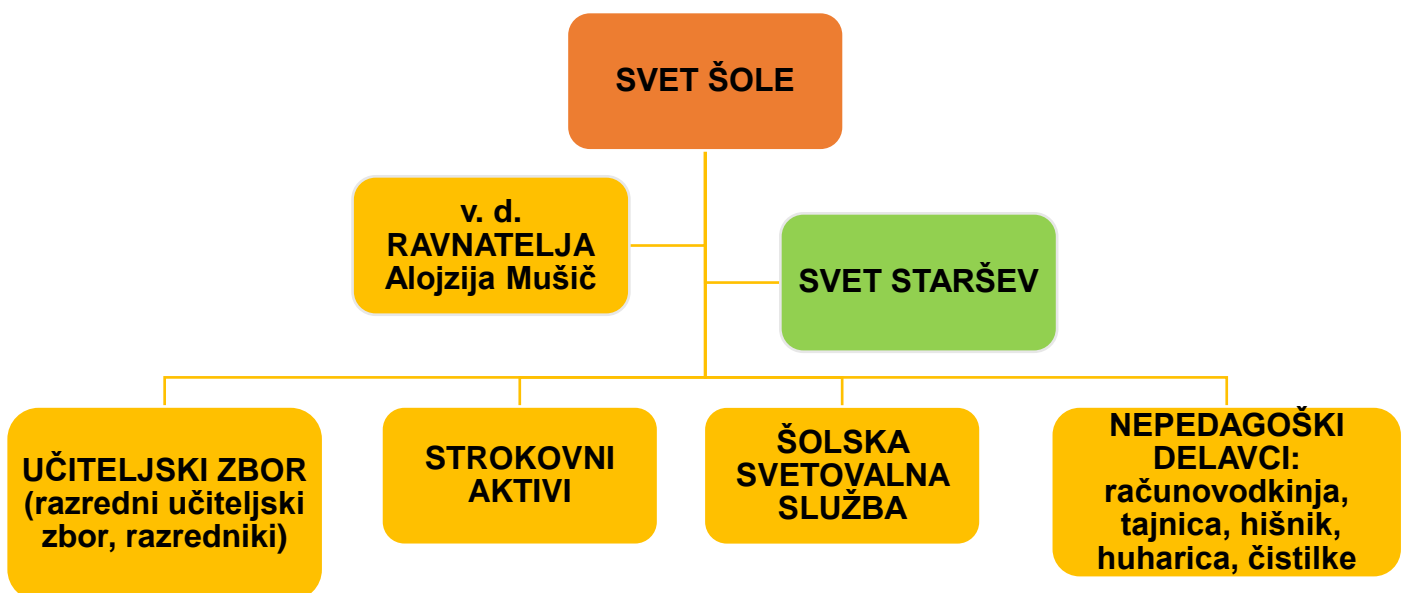 SVET ŠOLE
v. d.
RAVNATELJA
Alojzija Mušič
SVET STARŠEV
UČITELJSKI ZBOR
(razredni učiteljski
zbor, razredniki)
STROKOVNI
AKTIVI
ŠOLSKA
SVETOVALNA
SLUŽBA
NEPEDAGOŠKI
DELAVCI:
računovodkinja,
tajnica, hišnik,
huharica, čistilke